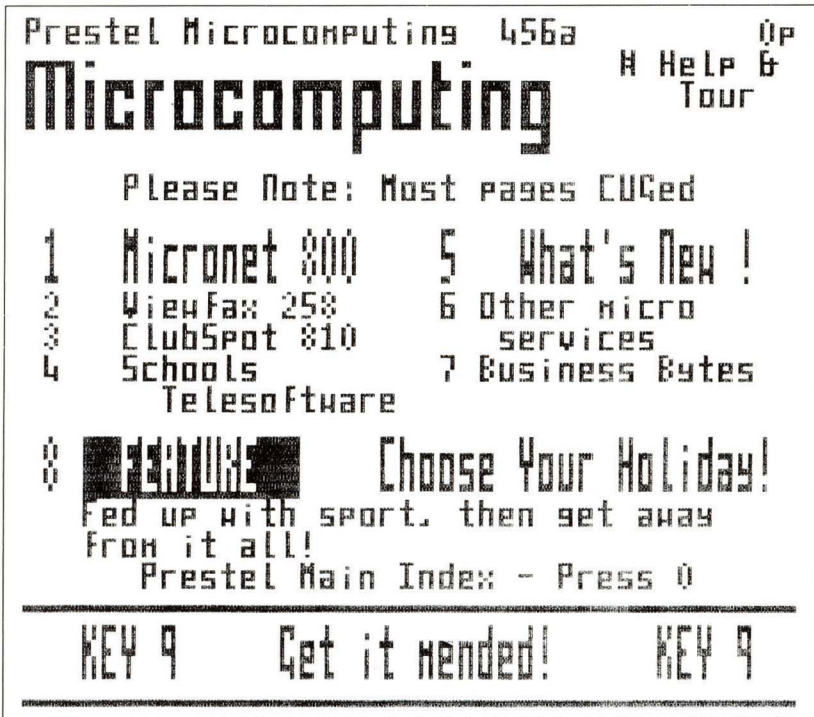 Prestel Microcomputing 456a 0p
# Help & Tour
Microcomputing
Please Note: Most pages CUGed
1 Micronet 800 5 What's New !
2 ViewFax 258 6 Other micro
3 ClubSpot 810 services
4 Schools 7 Business Bytes
Telesoftware
8 FEATURE Choose Your Holiday!
Fed up with sport, then get away
from it all!
Prestel Main Index - Press 0
KEY 9 Get it mended! KEY 9